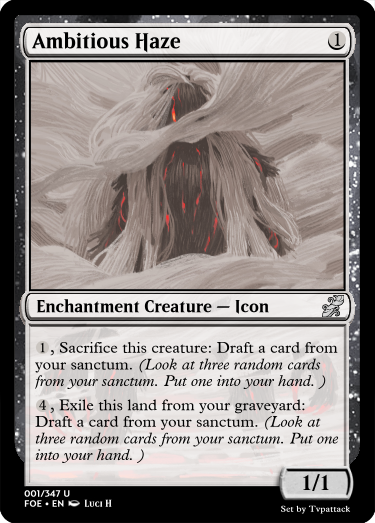 Ambitious Haze 1
Enchantment Creature — Icon
1, Sacrifice this creature: Draft a card from
your sanctum. (Look at three random cards
from your sanctum. Put one into your hand. )
4, Exile this land from your graveyard:
Draft a card from your sanctum. (Look at
three random cards from your sanctum. Put one
into your hand. )
1/1
001/347 U
FOE • EN Luci H
Set by Tvpattack